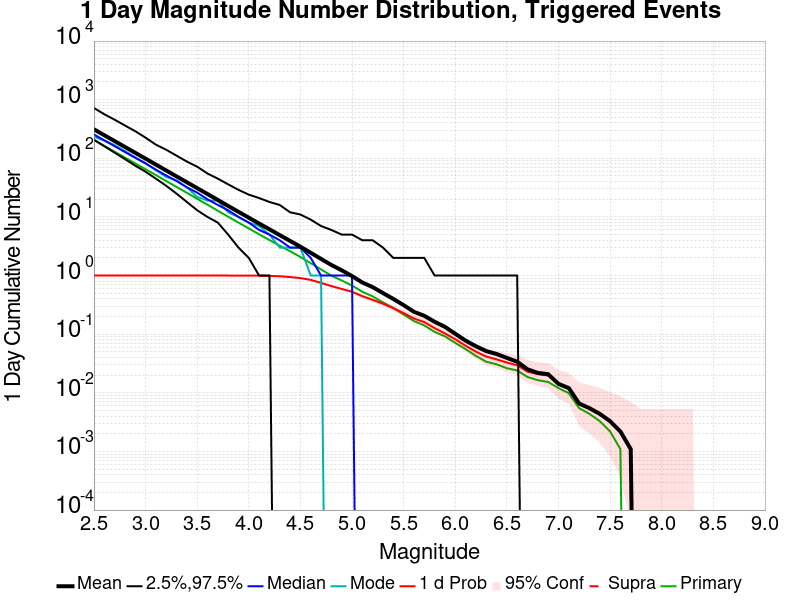 1 Day Magnitude Number Distribution, Triggered Events
10^4
10^3
10^2
10^1
10^0
10^-1
10^-2
10^-3
10^-4
1 Day Cumulative Number
2.5 3.0 3.5 4.0 4.5 5.0 5.5 6.0 6.5 7.0 7.5 8.0 8.5 9.0
Magnitude
Mean 2.5%,97.5% Median Mode 1 d Prob 95% Conf Supra Primary